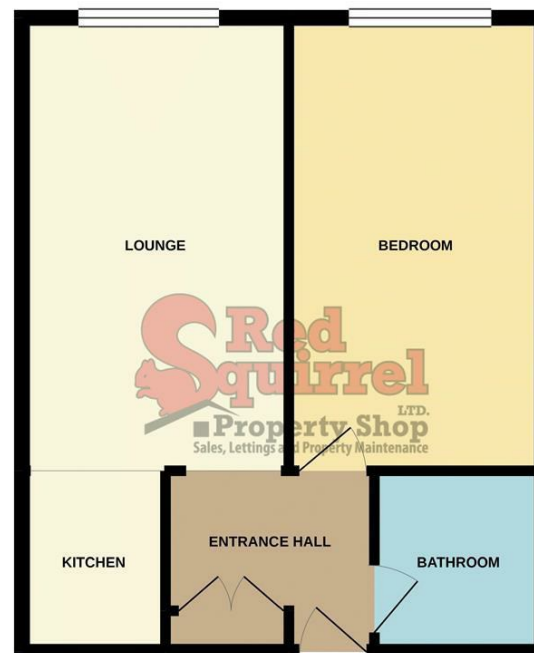 LOUNGE
BEDROOM
Red
Squirrel
LTD.
Property Shop
Sales, Lettings and Property Maintenance
KITCHEN
ENTRANCE HALL
BATHROOM